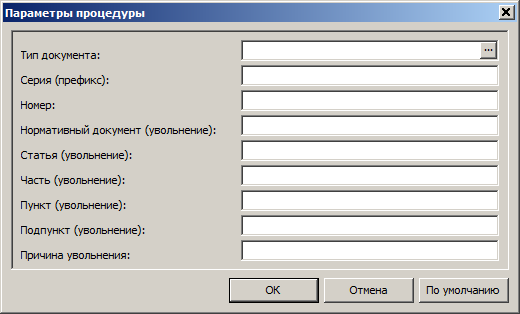 Параметры процедуры
Тип документа:
...
Серия (префикс):
Номер:
Нормативный документ (увольнение):
Статья (увольнение):
Часть (увольнение):
Пункт (увольнение):
Подпункт (увольнение):
Причина увольнения:
ОК
Отмена
По умолчанию